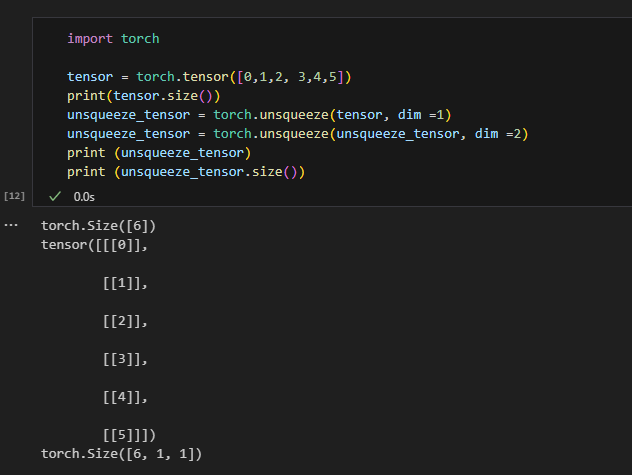 import torch
tensor = torch.tensor([0,1,2, 3,4,5])
print(tensor.size())
unsqueeze_tensor = torch.unsqueeze(tensor, dim =1)
unsqueeze_tensor = torch.unsqueeze(unsqueeze_tensor, dim =2)
print (unsqueeze_tensor)
print (unsqueeze_tensor.size())
[12] ✓ 0.0s
... torch.Size([6])
tensor([[[0]],
[[1]],
[[2]],
[[3]],
[[4]],
[[5]]])
torch.Size([6, 1, 1])